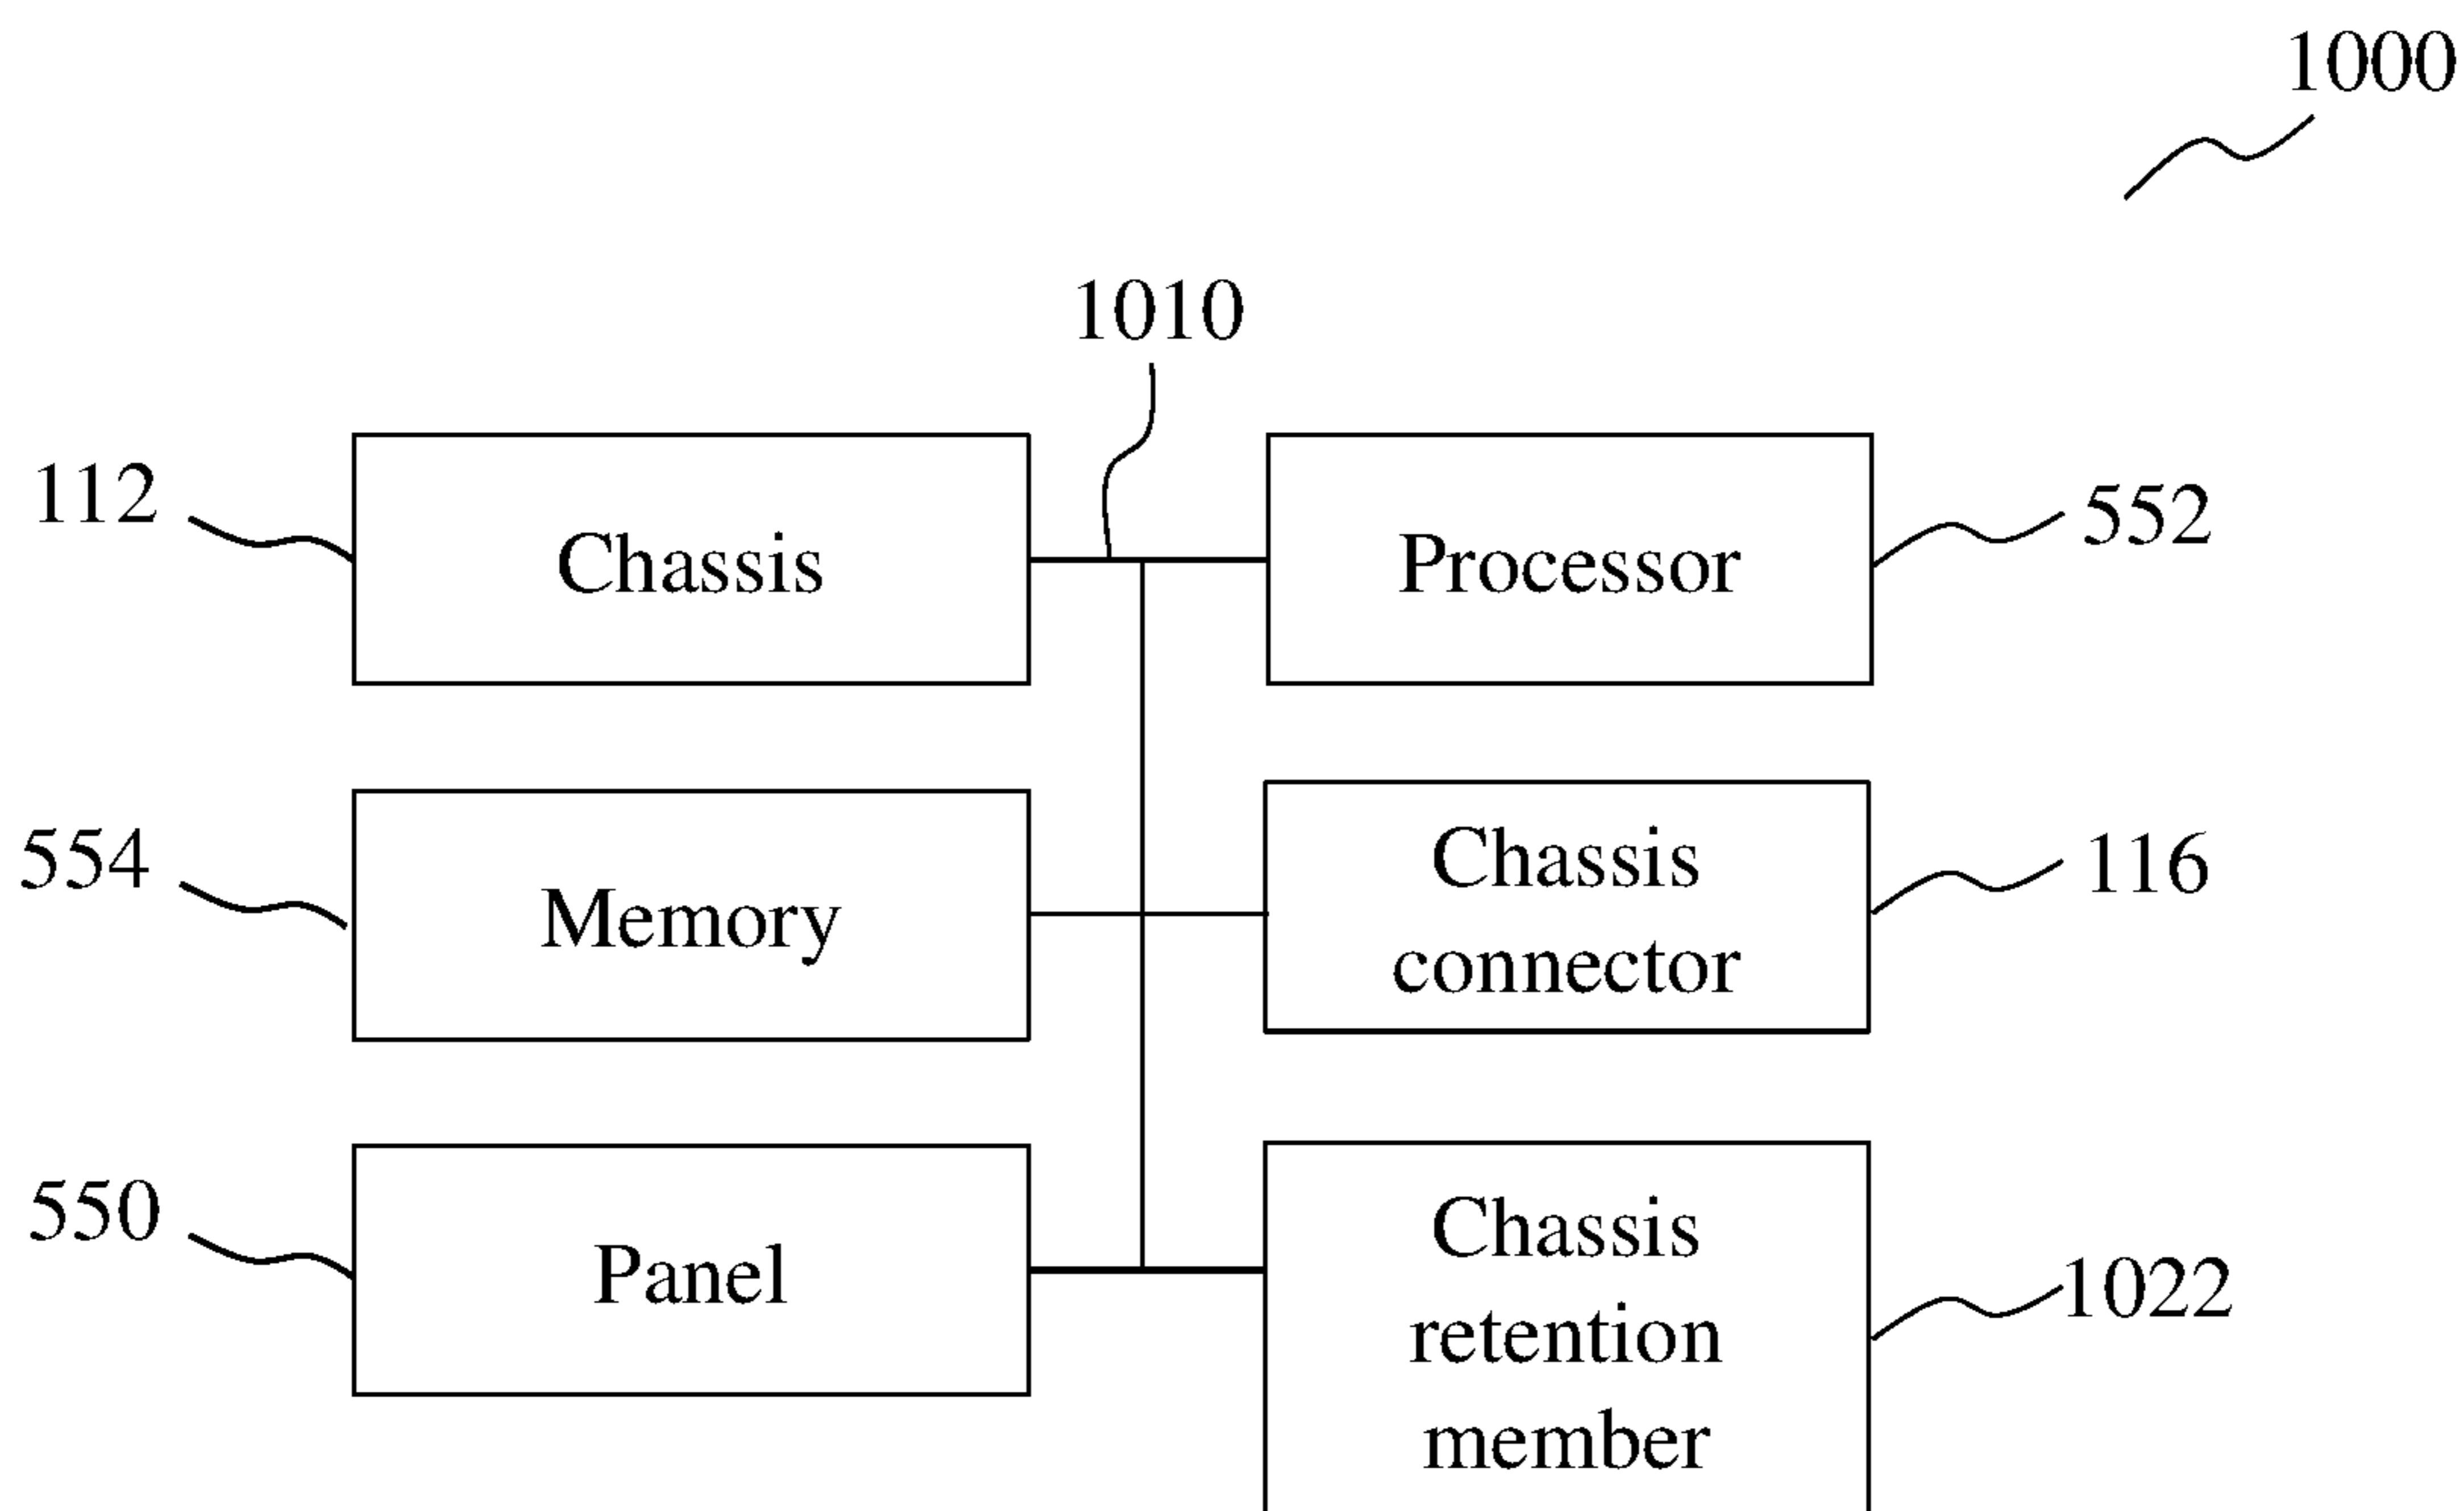 1000
1010
112
Chassis
Processor
552
554
Memory
Chassis
connector
116
550
Panel
Chassis
retention
member
1022